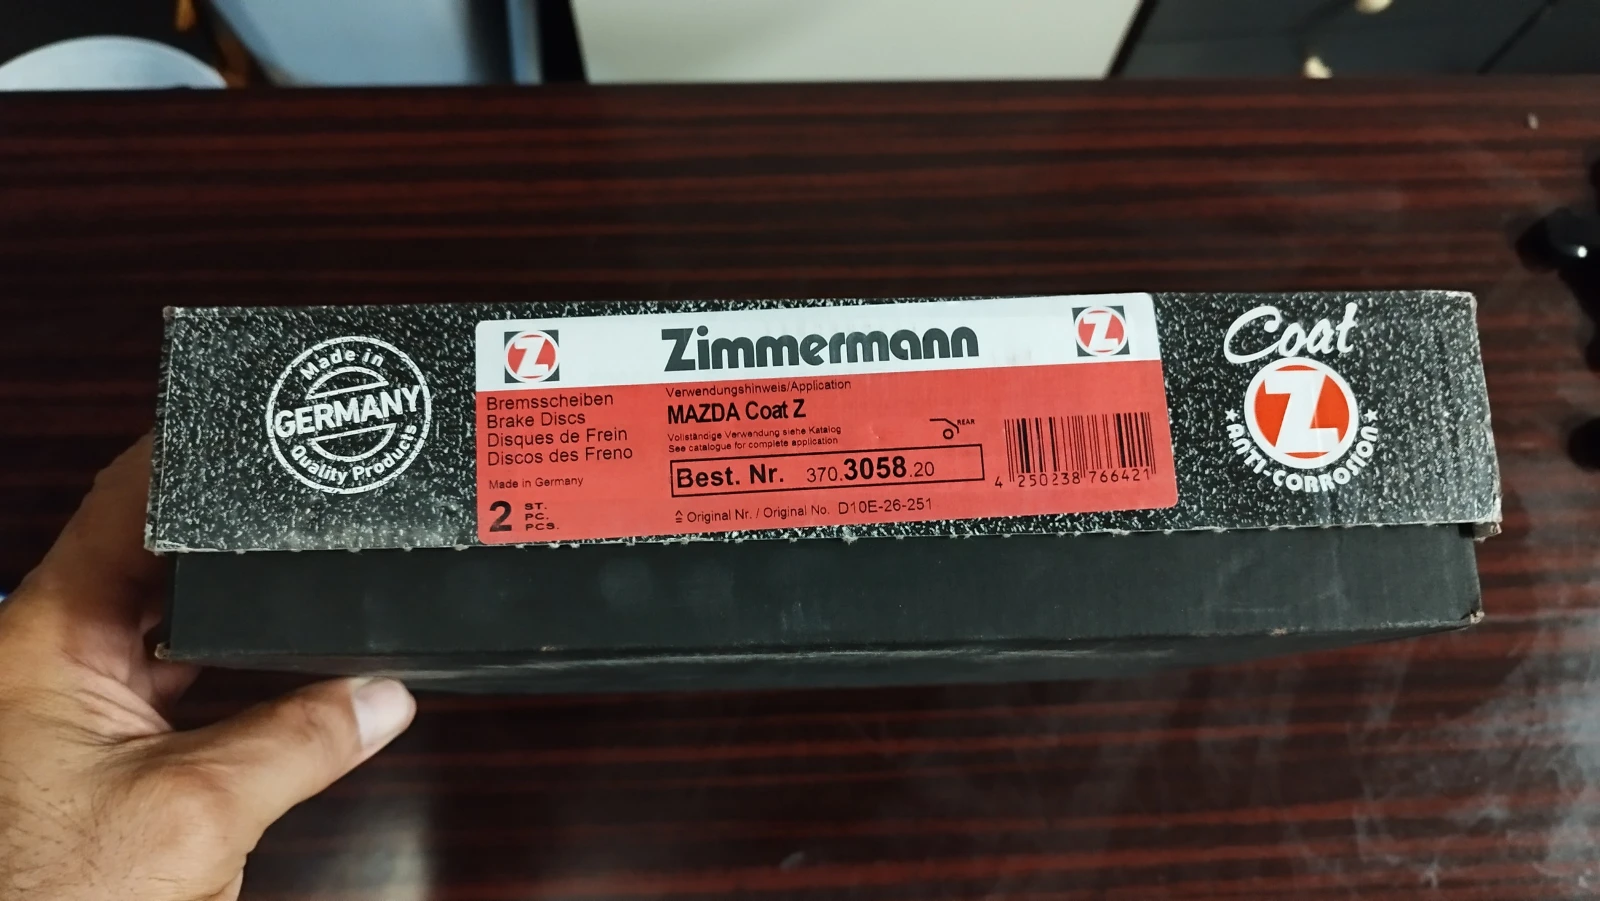 Made in
GERMANY
Quality Products
Z
Zimmermann
Z
Bremsscheiben
Brake Discs
Disques de Frein
Discos des Freno
Made in Germany
2 ST.
PC.
PCS.
Verwendungshinweis/Application
MAZDA Coat Z
Vollständige Verwendung siehe Katalog
See catalogue for complete application
REAR
Best. Nr. 370.3058.20
≙ Original Nr. / Original No. D10E-26-251
4 250238 766421
Coat
Z
ANTI-CORROSION